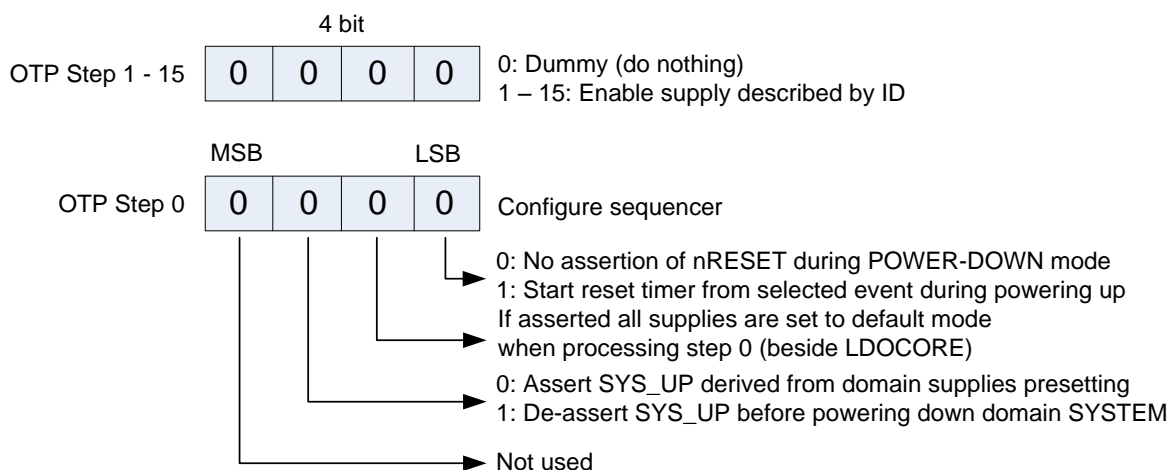 4 bit
OTP Step 1 - 15 0 0 0 0 0: Dummy (do nothing)
1 – 15: Enable supply described by ID
MSB LSB
OTP Step 0 0 0 0 0 Configure sequencer
0: No assertion of nRESET during POWER-DOWN mode
1: Start reset timer from selected event during powering up
If asserted all supplies are set to default mode
when processing step 0 (beside LDOCORE)
0: Assert SYS_UP derived from domain supplies presetting
1: De-assert SYS_UP before powering down domain SYSTEM
Not used